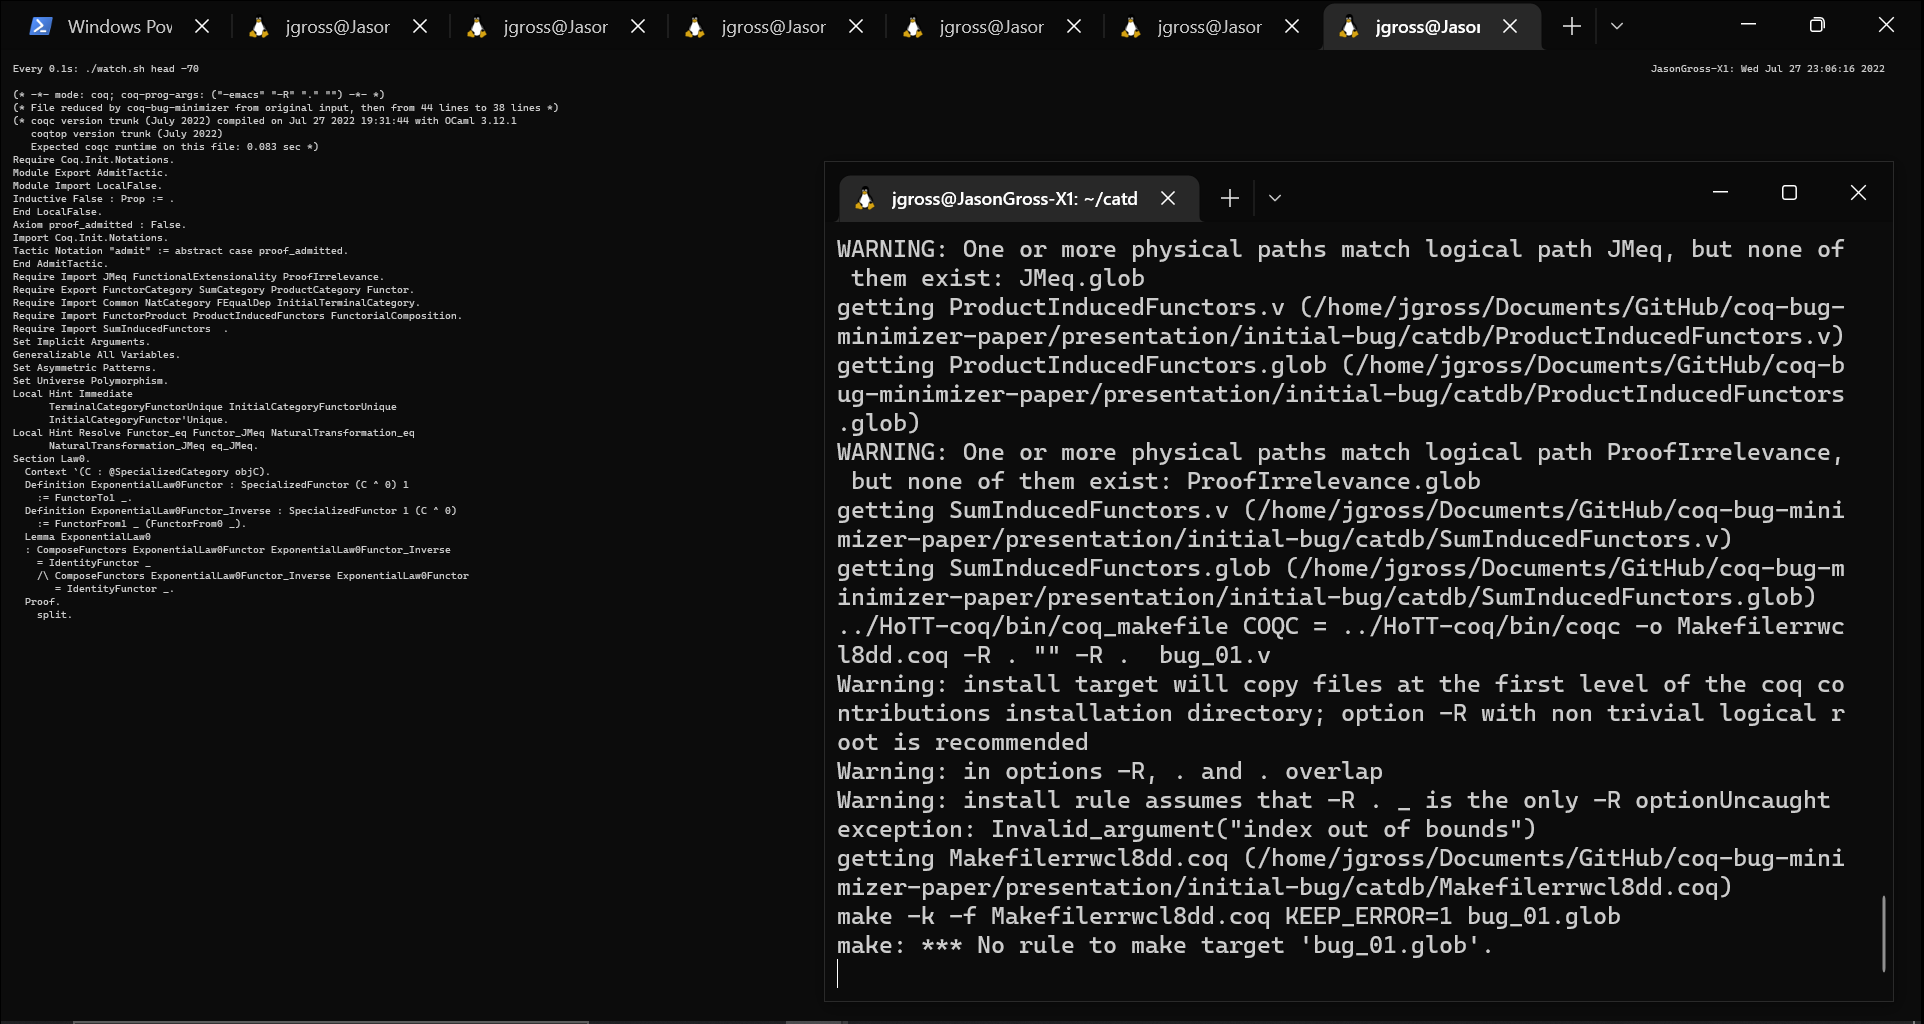 Windows Pow
jgross@Jasor
jgross@Jasor
jgross@Jasor
jgross@Jasor
jgross@Jasor
jgross@Jasor
Every 0.1s: ./watch.sh head -70
JasonGross-X1: Wed Jul 27 23:06:16 2022
(* -*- mode: coq; coq-prog-args: ("-emacs" "-R" "." "") -*- *)
(* File reduced by coq-bug-minimizer from original input, then from 44 lines to 38 lines *)
(* coqc version trunk (July 2022) compiled on Jul 27 2022 19:31:44 with OCaml 3.12.1
   coqtop version trunk (July 2022)
   Expected coqc runtime on this file: 0.083 sec *)
Require Coq.Init.Notations.
Module Export AdmitTactic.
Module Import LocalFalse.
Inductive False : Prop := .
End LocalFalse.
Axiom proof_admitted : False.
Import Coq.Init.Notations.
Tactic Notation "admit" := abstract case proof_admitted.
End AdmitTactic.
Require Import JMeq FunctionalExtensionality ProofIrrelevance.
Require Export FunctorCategory SumCategory ProductCategory Functor.
Require Import Common NatCategory FEqualDep InitialTerminalCategory.
Require Import FunctorProduct ProductInducedFunctors FunctorialComposition.
Require Import SumInducedFunctors  .
Set Implicit Arguments.
Generalizable All Variables.
Set Asymmetric Patterns.
Set Universe Polymorphism.
Local Hint Immediate
      TerminalCategoryFunctorUnique InitialCategoryFunctorUnique
      InitialCategoryFunctor'Unique.
Local Hint Resolve Functor_eq Functor_JMeq NaturalTransformation_eq
      NaturalTransformation_JMeq eq_JMeq.
Section Law0.
  Context `(C : @SpecializedCategory objC).
  Definition ExponentialLaw0Functor : SpecializedFunctor (C ^ 0) 1
    := FunctorTo1 _.
  Definition ExponentialLaw0Functor_Inverse : SpecializedFunctor 1 (C ^ 0)
    := FunctorFrom1 _ (FunctorFrom0 _).
  Lemma ExponentialLaw0
  : ComposeFunctors ExponentialLaw0Functor ExponentialLaw0Functor_Inverse
    = IdentityFunctor _
    /\ ComposeFunctors ExponentialLaw0Functor_Inverse ExponentialLaw0Functor
       = IdentityFunctor _.
  Proof.
    split.
jgross@JasonGross-X1: ~/catd
WARNING: One or more physical paths match logical path JMeq, but none of
 them exist: JMeq.glob
getting ProductInducedFunctors.v (/home/jgross/Documents/GitHub/coq-bug-
minimizer-paper/presentation/initial-bug/catdb/ProductInducedFunctors.v)
getting ProductInducedFunctors.glob (/home/jgross/Documents/GitHub/coq-b
ug-minimizer-paper/presentation/initial-bug/catdb/ProductInducedFunctors
.glob)
WARNING: One or more physical paths match logical path ProofIrrelevance,
 but none of them exist: ProofIrrelevance.glob
getting SumInducedFunctors.v (/home/jgross/Documents/GitHub/coq-bug-mini
mizer-paper/presentation/initial-bug/catdb/SumInducedFunctors.v)
getting SumInducedFunctors.glob (/home/jgross/Documents/GitHub/coq-bug-m
inimizer-paper/presentation/initial-bug/catdb/SumInducedFunctors.glob)
../HoTT-coq/bin/coq_makefile COQC = ../HoTT-coq/bin/coqc -o Makefilerrwc
l8dd.coq -R . "" -R .  bug_01.v
Warning: install target will copy files at the first level of the coq co
ntributions installation directory; option -R with non trivial logical r
oot is recommended
Warning: in options -R, . and . overlap
Warning: install rule assumes that -R . _ is the only -R optionUncaught
exception: Invalid_argument("index out of bounds")
getting Makefilerrwcl8dd.coq (/home/jgross/Documents/GitHub/coq-bug-mini
mizer-paper/presentation/initial-bug/catdb/Makefilerrwcl8dd.coq)
make -k -f Makefilerrwcl8dd.coq KEEP_ERROR=1 bug_01.glob
make: *** No rule to make target 'bug_01.glob'.